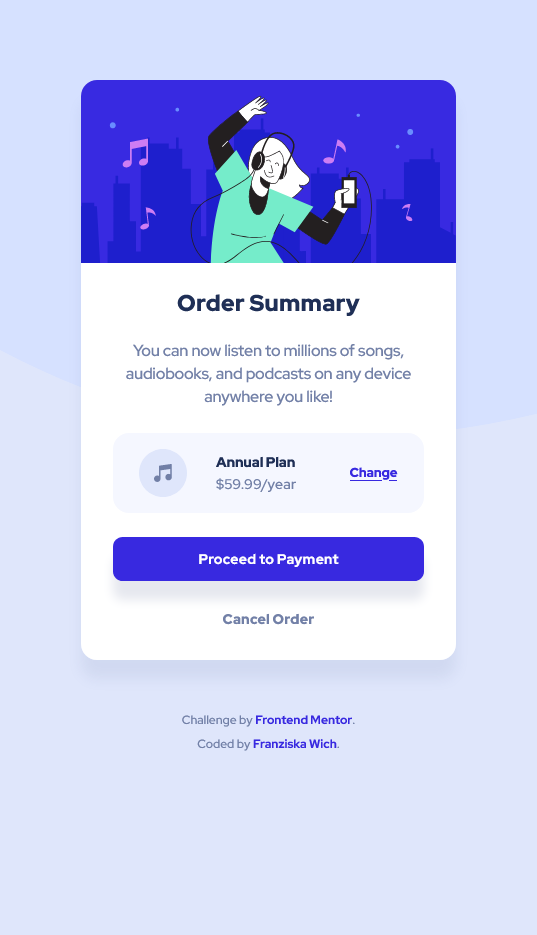 Order Summary
You can now listen to millions of songs,
audiobooks, and podcasts on any device
anywhere you like!
Annual Plan
$59.99/year
Change
Proceed to Payment
Cancel Order
Challenge by Frontend Mentor.
Coded by Franziska Wich.